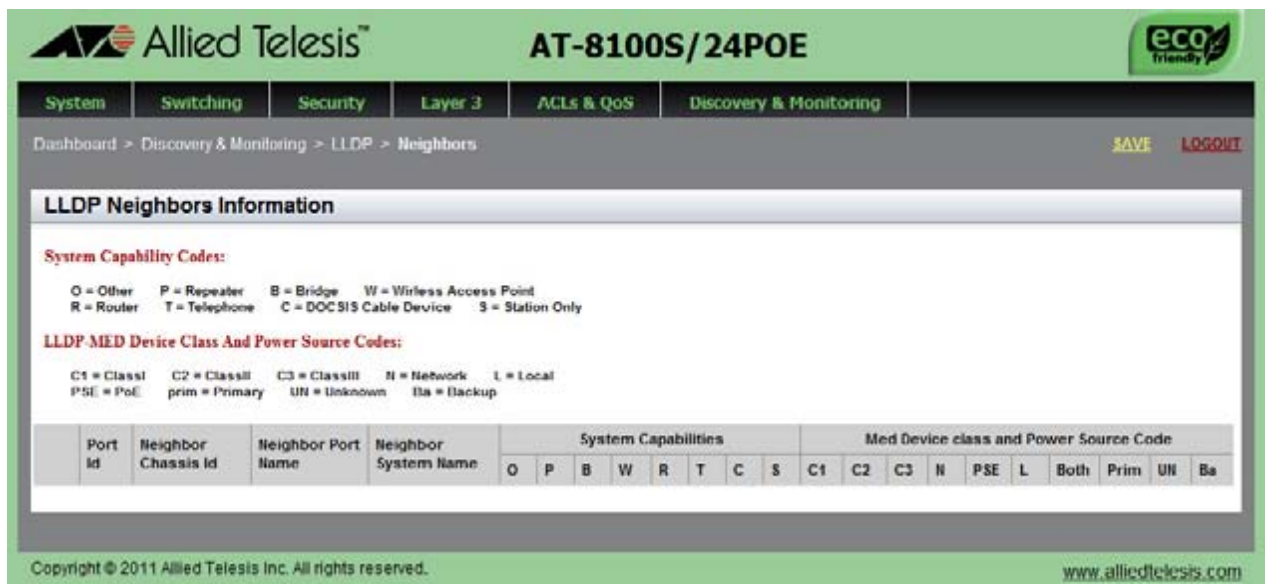 Allied Telesis™ AT-8100S/24POE eco friendly
System Switching Security Layer 3 ACLs & QoS Discovery & Monitoring
Dashboard > Discovery & Monitoring > LLDP > Neighbors SAVE LOGOUT
LLDP Neighbors Information
System Capability Codes:
O = Other P = Repeater B = Bridge W = Wirless Access Point
R = Router T = Telephone C = DOCSIS Cable Device S = Station Only
LLDP-MED Device Class And Power Source Codes:
C1 = ClassI C2 = ClassII C3 = ClassIII N = Network L = Local
PSE = PoE prim = Primary UN = Unknown Ba = Backup
Port Id Neighbor Chassis Id Neighbor Port Name Neighbor System Name System Capabilities Med Device class and Power Source Code
O P B W R T C S C1 C2 C3 N PSE L Both Prim UN Ba
Copyright © 2011 Allied Telesis Inc. All rights reserved. www.alliedtelesis.com